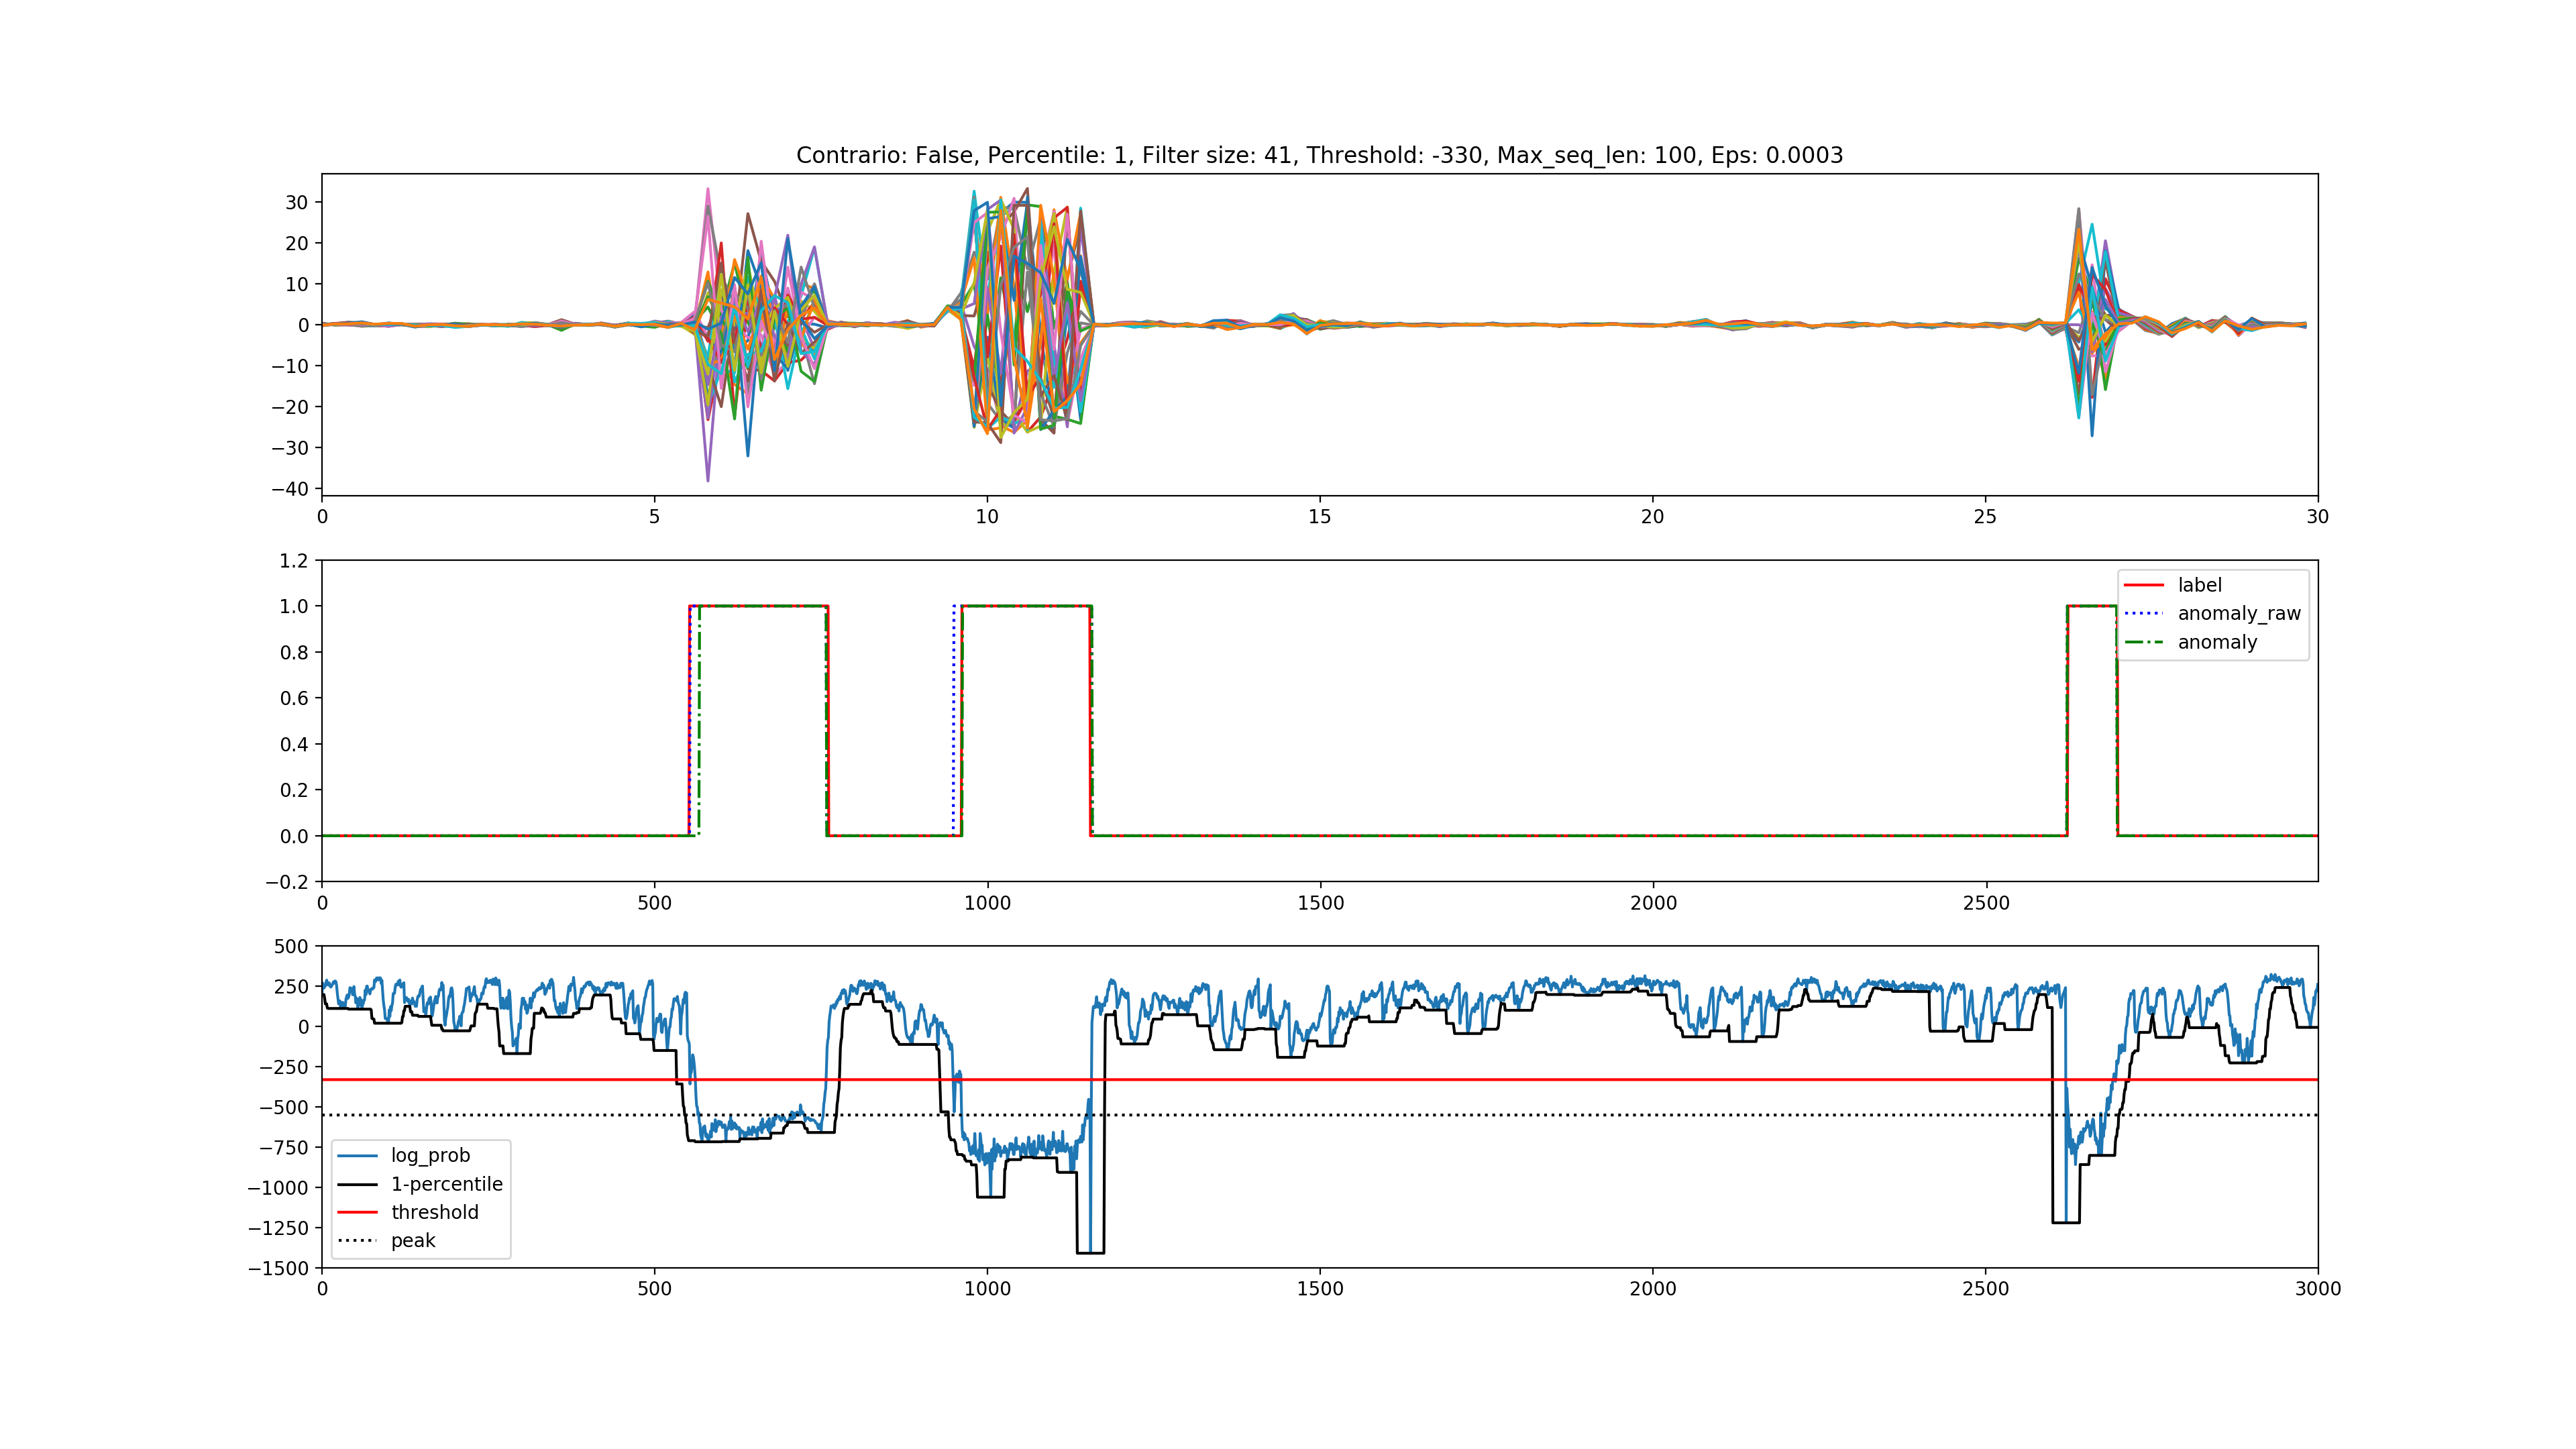 Contrario: False, Percentile: 1, Filter size: 41, Threshold: -330, Max_seq_len: 100, Eps: 0.0003
30
20
10
0
−10
−20
−30
−40
0 5 10 15 20 25 30
1.2
1.0
0.8
0.6
0.4
0.2
0.0
−0.2
label
anomaly_raw
anomaly
0 500 1000 1500 2000 2500
500
250
0
−250
−500
−750
−1000
−1250
−1500
log_prob
1-percentile
threshold
peak
0 500 1000 1500 2000 2500 3000